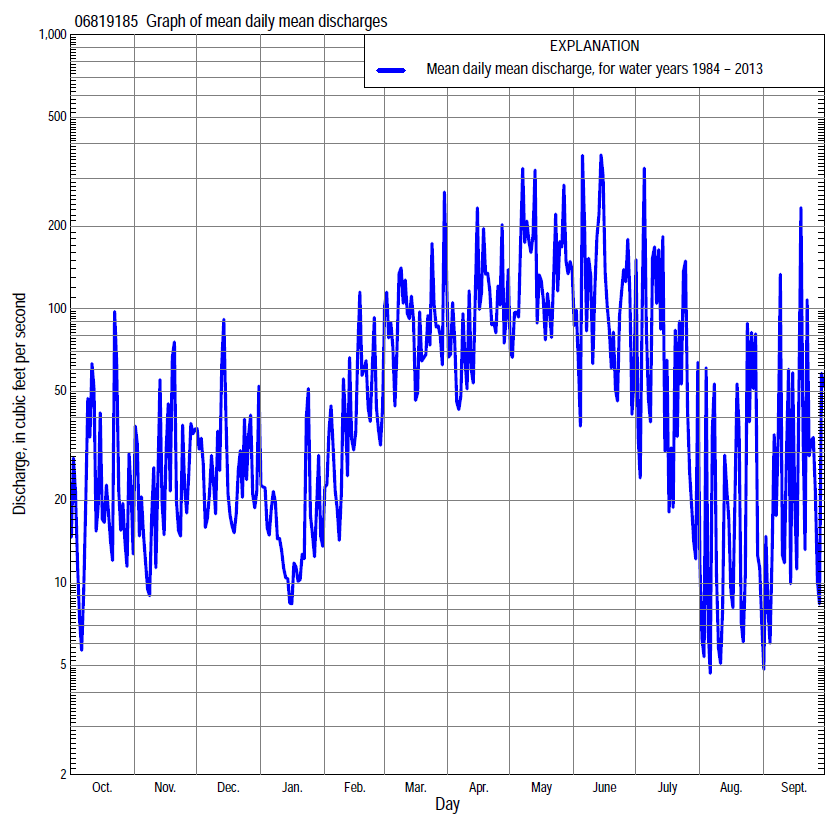 06819185 Graph of mean daily mean discharges
EXPLANATION
Mean daily mean discharge, for water years 1984 – 2013
Discharge, in cubic feet per second
1,000
500
200
100
50
20
10
5
2
Oct. Nov. Dec. Jan. Feb. Mar. Apr. May June July Aug. Sept.
Day